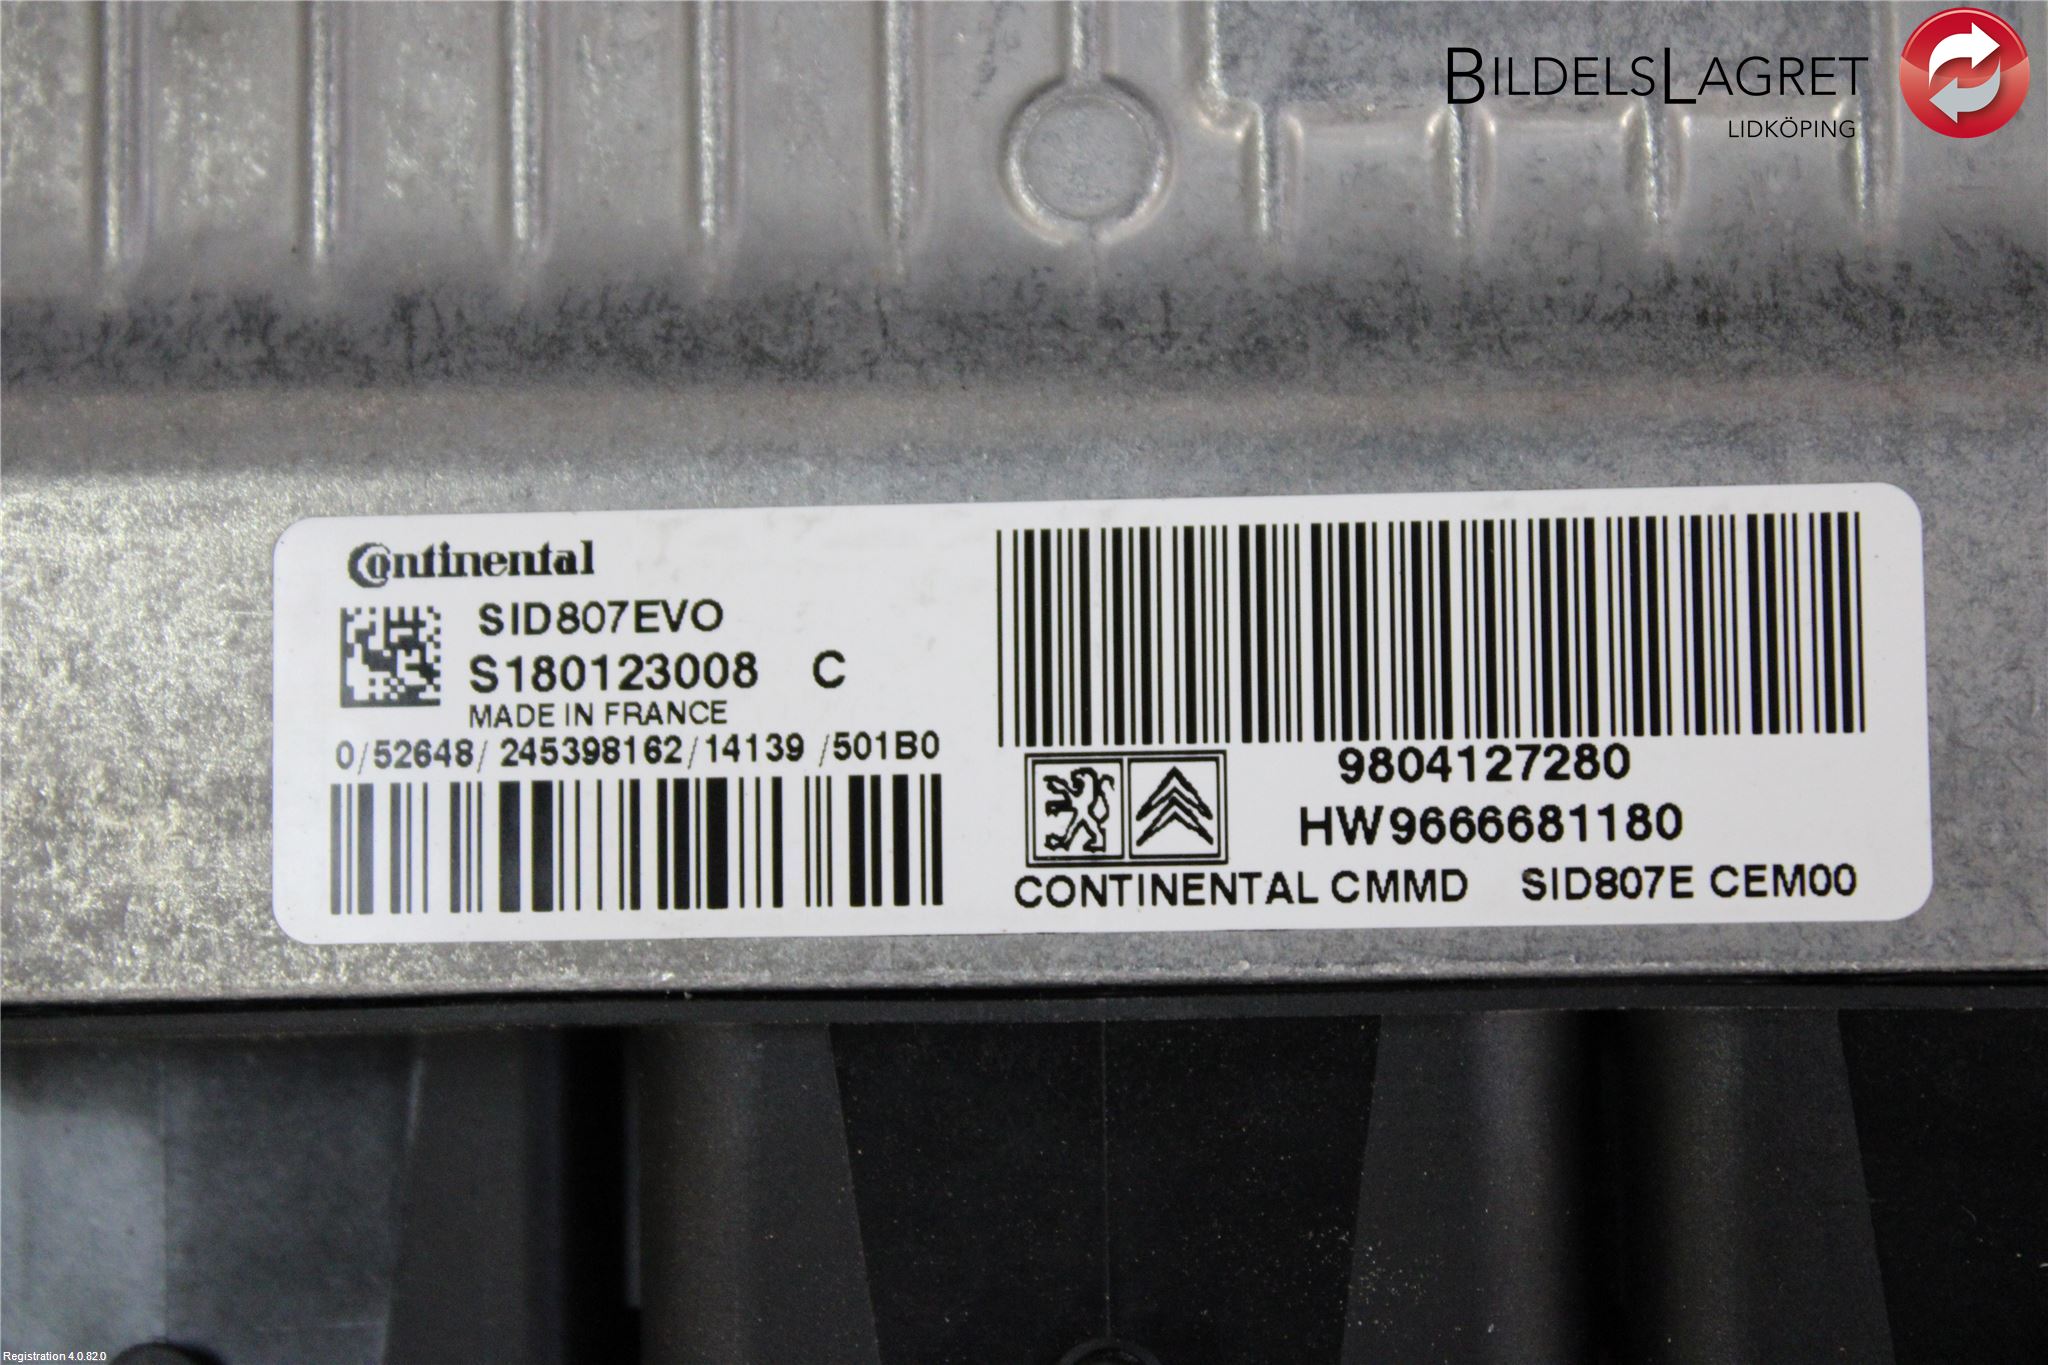 BILDELSLAGRET
LIDKÖPING
Continental
SID807EVO
S180123008 C
MADE IN FRANCE
0/52648/245398162/14139/501B0
9804127280
HW9666681180
CONTINENTAL CMMD SID807E CEM00
Registration 4.0.82.0